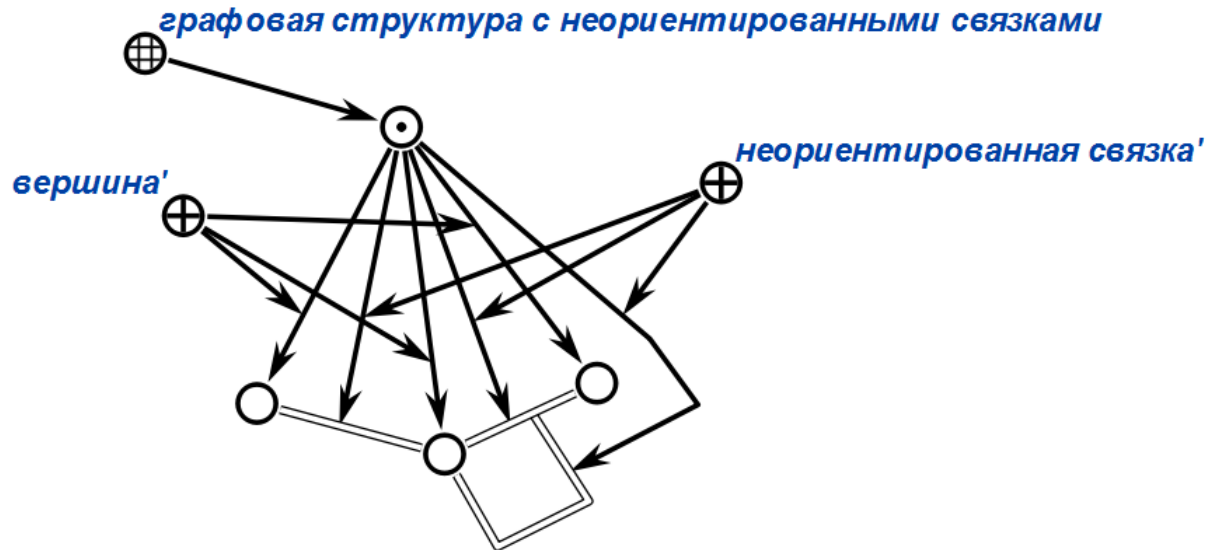 графовая структура с неориентированными связками
неориентированная связка'
вершина'